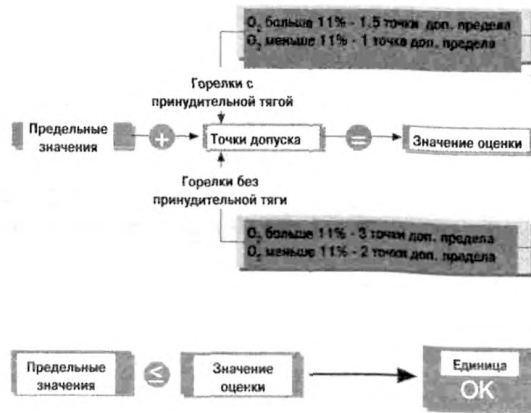 O₂ больше 11% - 1.5 точки доп. предела
O₂ меньше 11% - 1 точка доп. предела
Горелки с
принудительной тягой
Предельные
значения
+
Точки допуска
=
Значение оценки
Горелки без
принудительной тяги
O₂ больше 11% - 3 точки доп. предела
O₂ меньше 11% - 2 точки доп. предела
Предельные
значения
≤
Значение
оценки
Единица
OK